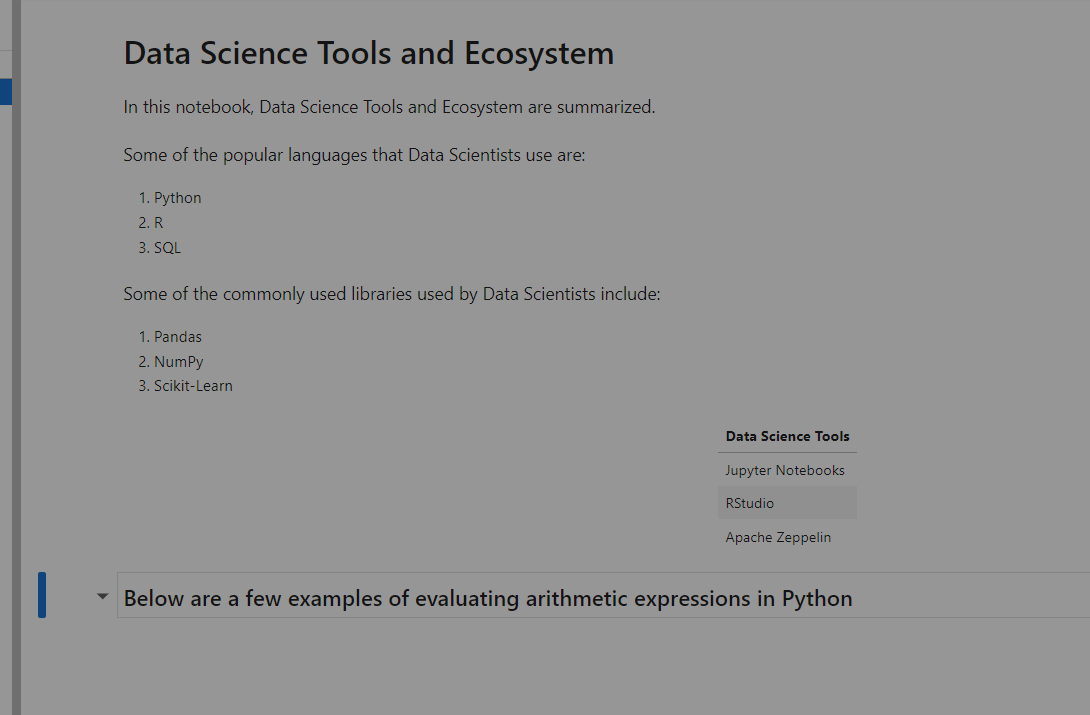 Data Science Tools and Ecosystem
In this notebook, Data Science Tools and Ecosystem are summarized.
Some of the popular languages that Data Scientists use are:
1. Python
2. R
3. SQL
Some of the commonly used libraries used by Data Scientists include:
1. Pandas
2. NumPy
3. Scikit-Learn
Data Science Tools
Jupyter Notebooks
RStudio
Apache Zeppelin
Below are a few examples of evaluating arithmetic expressions in Python